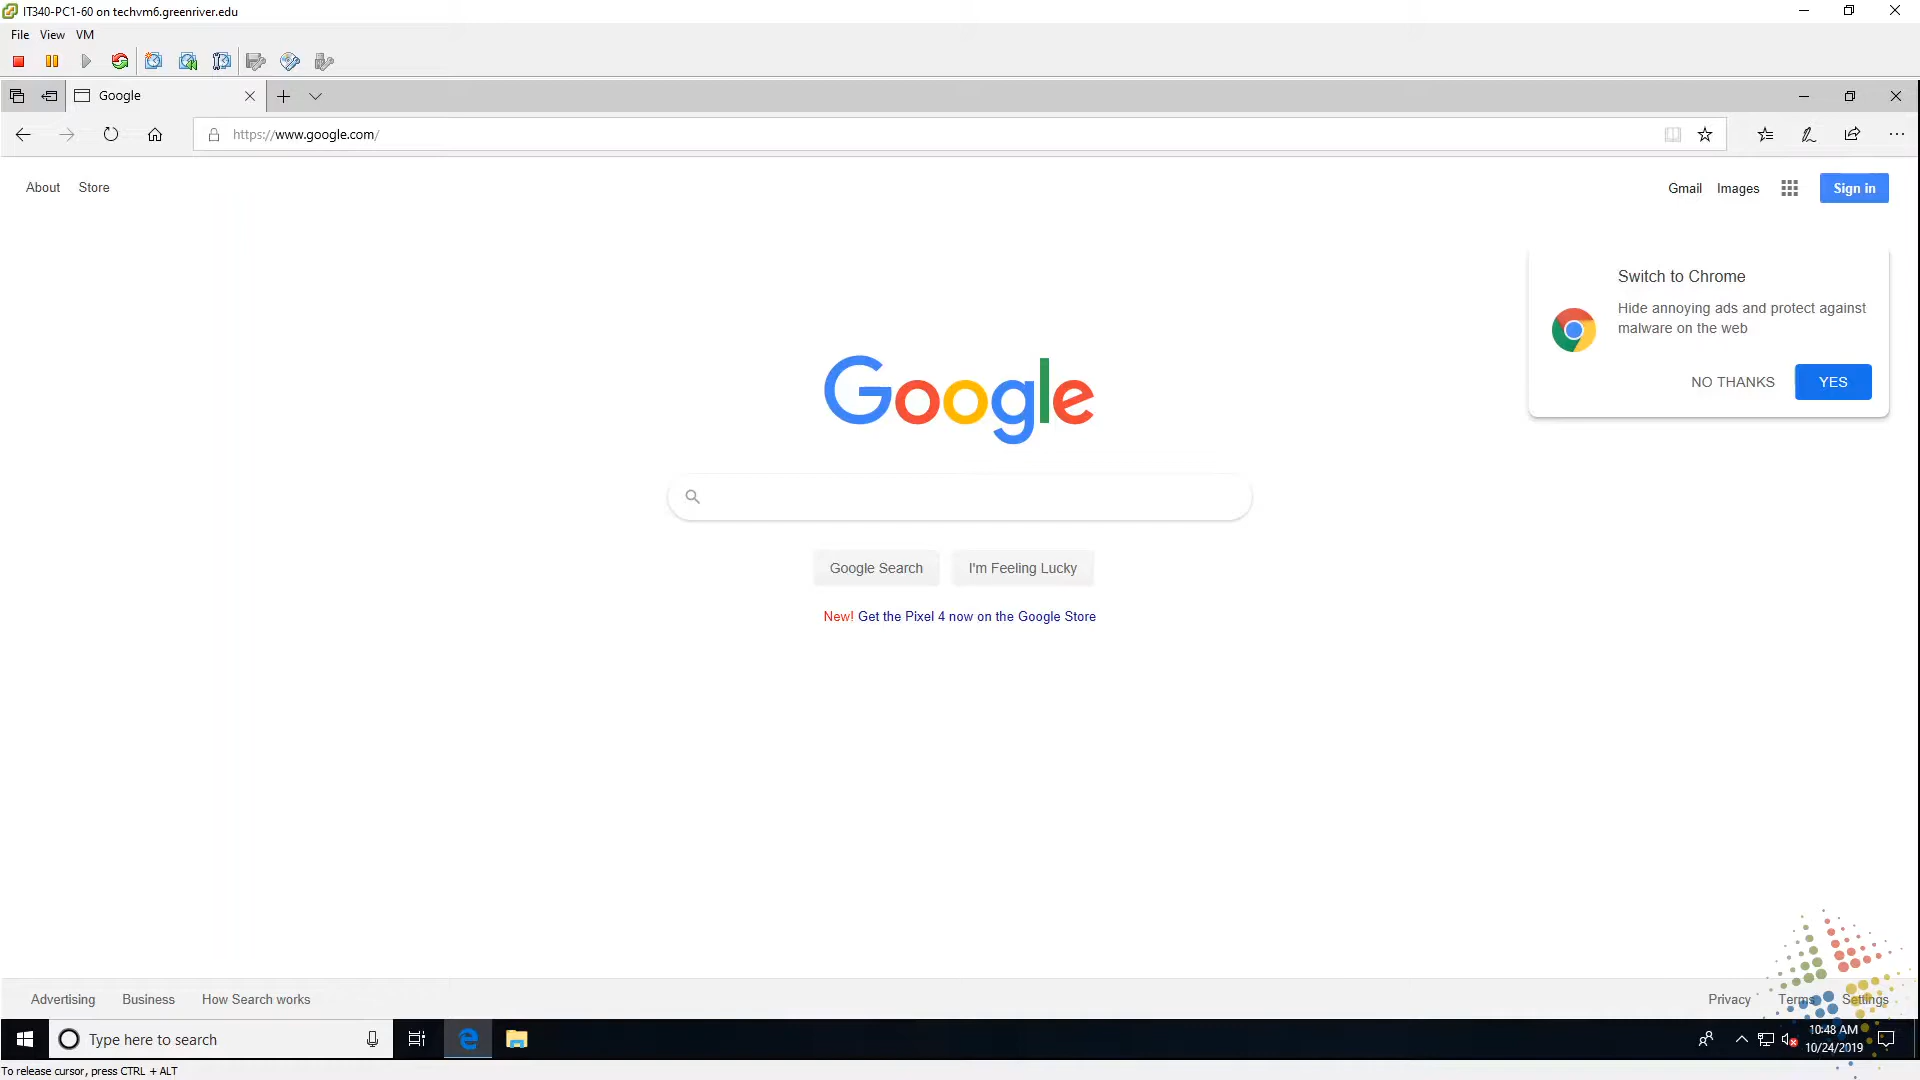 IT340-PC1-60 on techvm6.greenriver.edu
File View VM
Google
https://www.google.com/
About Store
Gmail Images Sign in
Switch to Chrome
Hide annoying ads and protect against
malware on the web
NO THANKS YES
Google
Google Search I'm Feeling Lucky
New! Get the Pixel 4 now on the Google Store
Advertising Business How Search works
Privacy Terms Settings
Type here to search
10:48 AM
10/24/2019
To release cursor, press CTRL + ALT